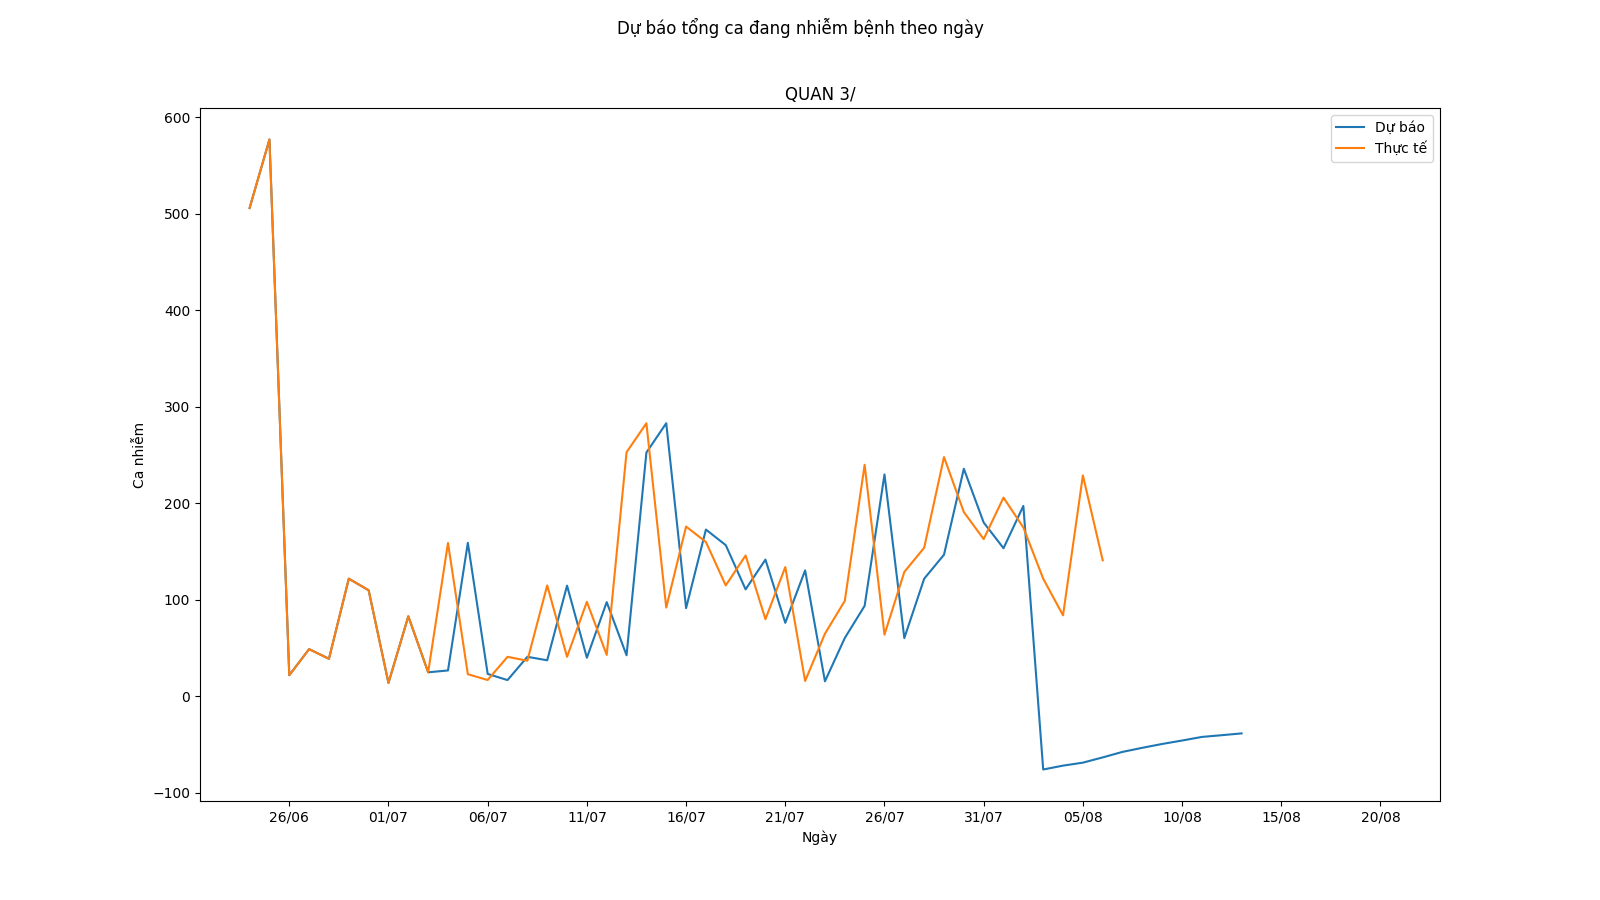 Dự báo tổng ca đang nhiễm bệnh theo ngày
QUAN 3/
Dự báo
Thực tế
600
500
400
300
200
100
0
−100
Ca nhiễm
26/06 01/07 06/07 11/07 16/07 21/07 26/07 31/07 05/08 10/08 15/08 20/08
Ngày